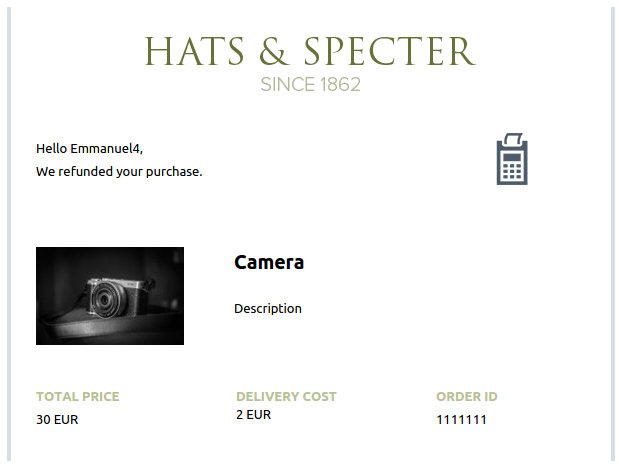 HATS & SPECTER
SINCE 1862
Hello Emmanuel4,
We refunded your purchase.
Camera
Description
TOTAL PRICE
30 EUR
DELIVERY COST
2 EUR
ORDER ID
1111111